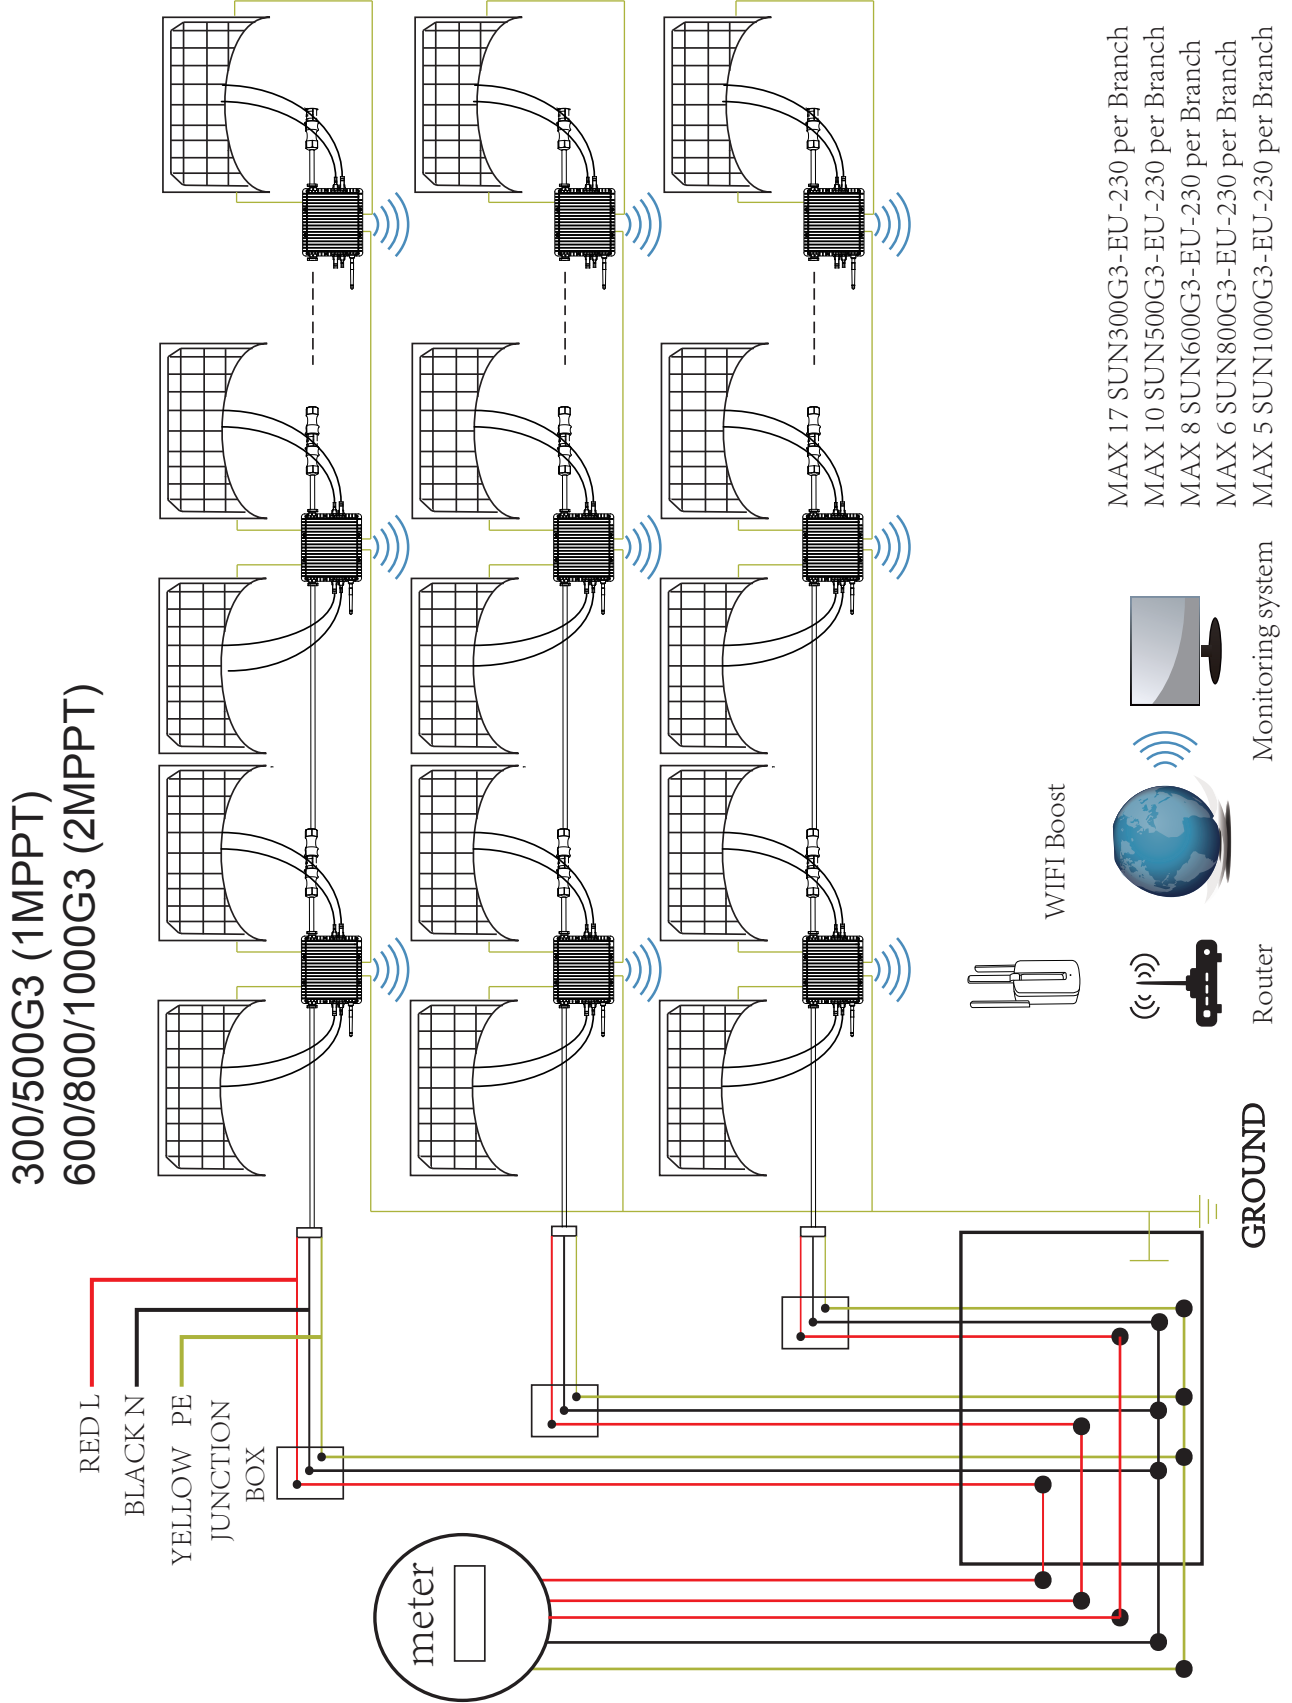 300/500G3 (1MPPT)
600/800/1000G3 (2MPPT)
RED L
BLACK N
YELLOW PE
JUNCTION
BOX
meter
GROUND
WIFI Boost
Router
Monitoring system
MAX 17 SUN300G3-EU-230 per Branch
MAX 10 SUN500G3-EU-230 per Branch
MAX 8 SUN600G3-EU-230 per Branch
MAX 6 SUN800G3-EU-230 per Branch
MAX 5 SUN1000G3-EU-230 per Branch